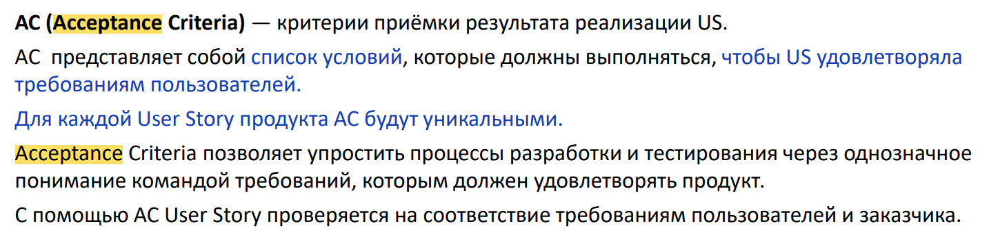 AC (Acceptance Criteria) — критерии приёмки результата реализации US.
AC  представляет собой список условий, которые должны выполняться, чтобы US удовлетворяла
требованиям пользователей.
Для каждой User Story продукта AC будут уникальными.
Acceptance Criteria позволяет упростить процессы разработки и тестирования через однозначное
понимание командой требований, которым должен удовлетворять продукт.
С помощью AC User Story проверяется на соответствие требованиям пользователей и заказчика.